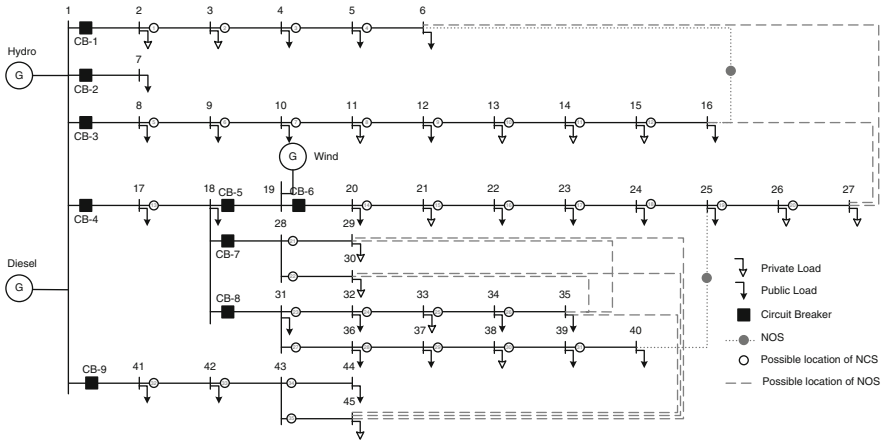 1 2 3 4 5 6
CB-1
Hydro
G
7
CB-2
8 9 10 11 12 13 14 15 16
CB-3
G Wind
17 18 CB-5 19 CB-6 20 21 22 23 24 25 26 27
CB-4
28 29
CB-7
30
Diesel
G
CB-8
31 32 33 34 35
36 37 38 39 40
CB-9 41 42 43 44
45
Private Load
Public Load
Circuit Breaker
NOS
Possible location of NCS
Possible location of NOS